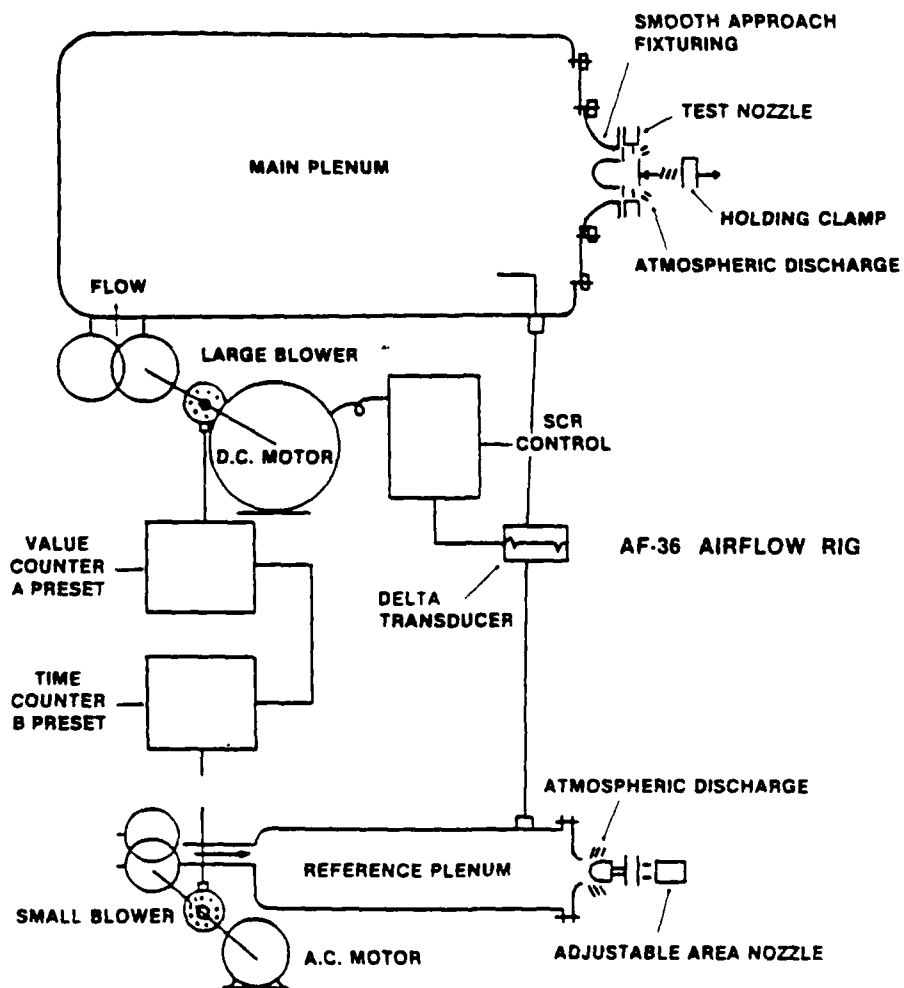 SMOOTH APPROACH
FIXTURING
TEST NOZZLE
MAIN PLENUM
HOLDING CLAMP
ATMOSPHERIC DISCHARGE
FLOW
LARGE BLOWER
SCR
CONTROL
D.C. MOTOR
VALUE
COUNTER
A PRESET
AF-36 AIRFLOW RIG
DELTA
TRANSDUCER
TIME
COUNTER
B PRESET
ATMOSPHERIC DISCHARGE
REFERENCE PLENUM
SMALL BLOWER
A.C. MOTOR
ADJUSTABLE AREA NOZZLE